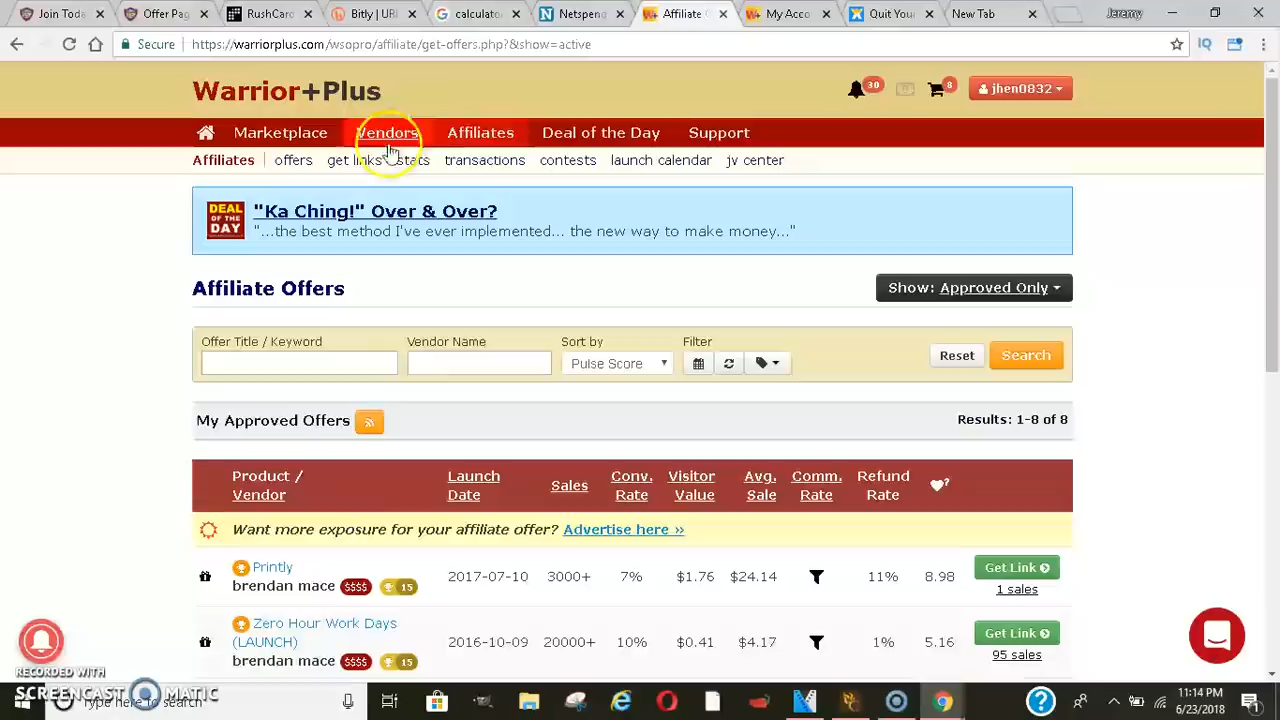 Join Today
Offer Pag
RushCar
Bitly | URL
calculator
Netspen
Affiliate
My Acco
Quit You
New Tab
Jeremy
Secure https://warriorplus.com/wsopro/affiliate/get-offers.php?&show=active
Warrior+Plus
30
8
jhen0832
Marketplace Vendors Affiliates Deal of the Day Support
Affiliates offers get links stats transactions contests launch calendar jv center
DEAL OF THE DAY
"Ka Ching!" Over & Over?
"...the best method I've ever implemented... the new way to make money..."
Affiliate Offers
Show: Approved Only
Offer Title / Keyword Vendor Name Sort by Filter
Pulse Score
Reset Search
My Approved Offers
Results: 1-8 of 8
Product / Vendor Launch Date Sales Conv. Rate Visitor Value Avg. Sale Comm. Rate Refund Rate ?
Want more exposure for your affiliate offer? Advertise here »
Printly
brendan mace $$$$ 15
2017-07-10 3000+ 7% $1.76 $24.14 11% 8.98
Get Link
1 sales
Zero Hour Work Days
(LAUNCH)
brendan mace $$$$ 15
2016-10-09 20000+ 10% $0.41 $4.17 1% 5.16
Get Link
95 sales
RECORDED WITH
SCREENCAST MATIC
Type here to search
11:14 PM
6/23/2018